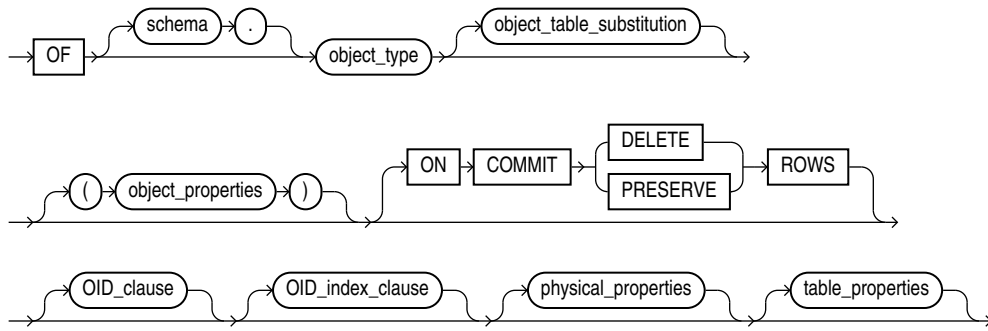 OF schema . object_type object_table_substitution
( object_properties ) ON COMMIT DELETE PRESERVE ROWS
OID_clause OID_index_clause physical_properties table_properties